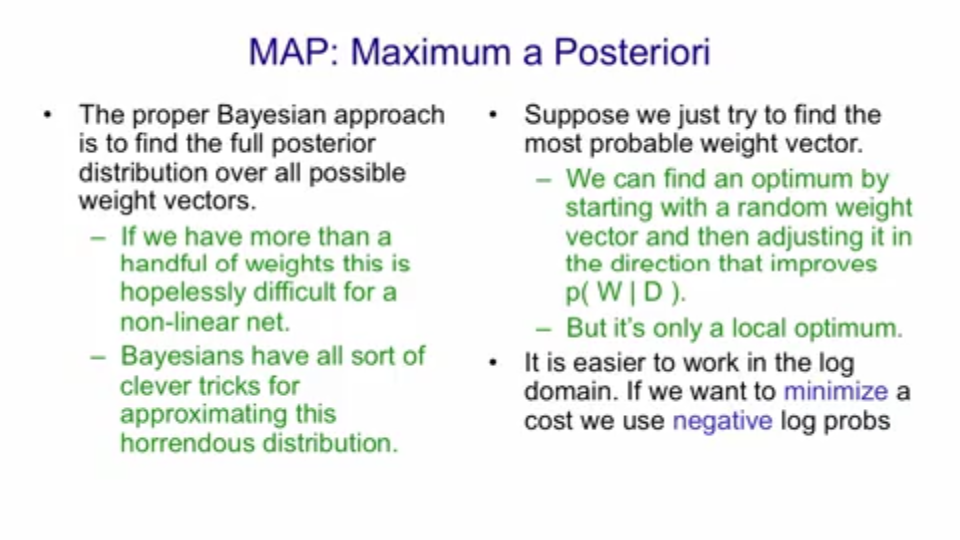 MAP: Maximum a Posteriori
• The proper Bayesian approach
is to find the full posterior
distribution over all possible
weight vectors.
– If we have more than a
handful of weights this is
hopelessly difficult for a
non-linear net.
– Bayesians have all sort of
clever tricks for
approximating this
horrendous distribution.
• Suppose we just try to find the
most probable weight vector.
– We can find an optimum by
starting with a random weight
vector and then adjusting it in
the direction that improves
p( W | D ).
– But it's only a local optimum.
• It is easier to work in the log
domain. If we want to minimize a
cost we use negative log probs